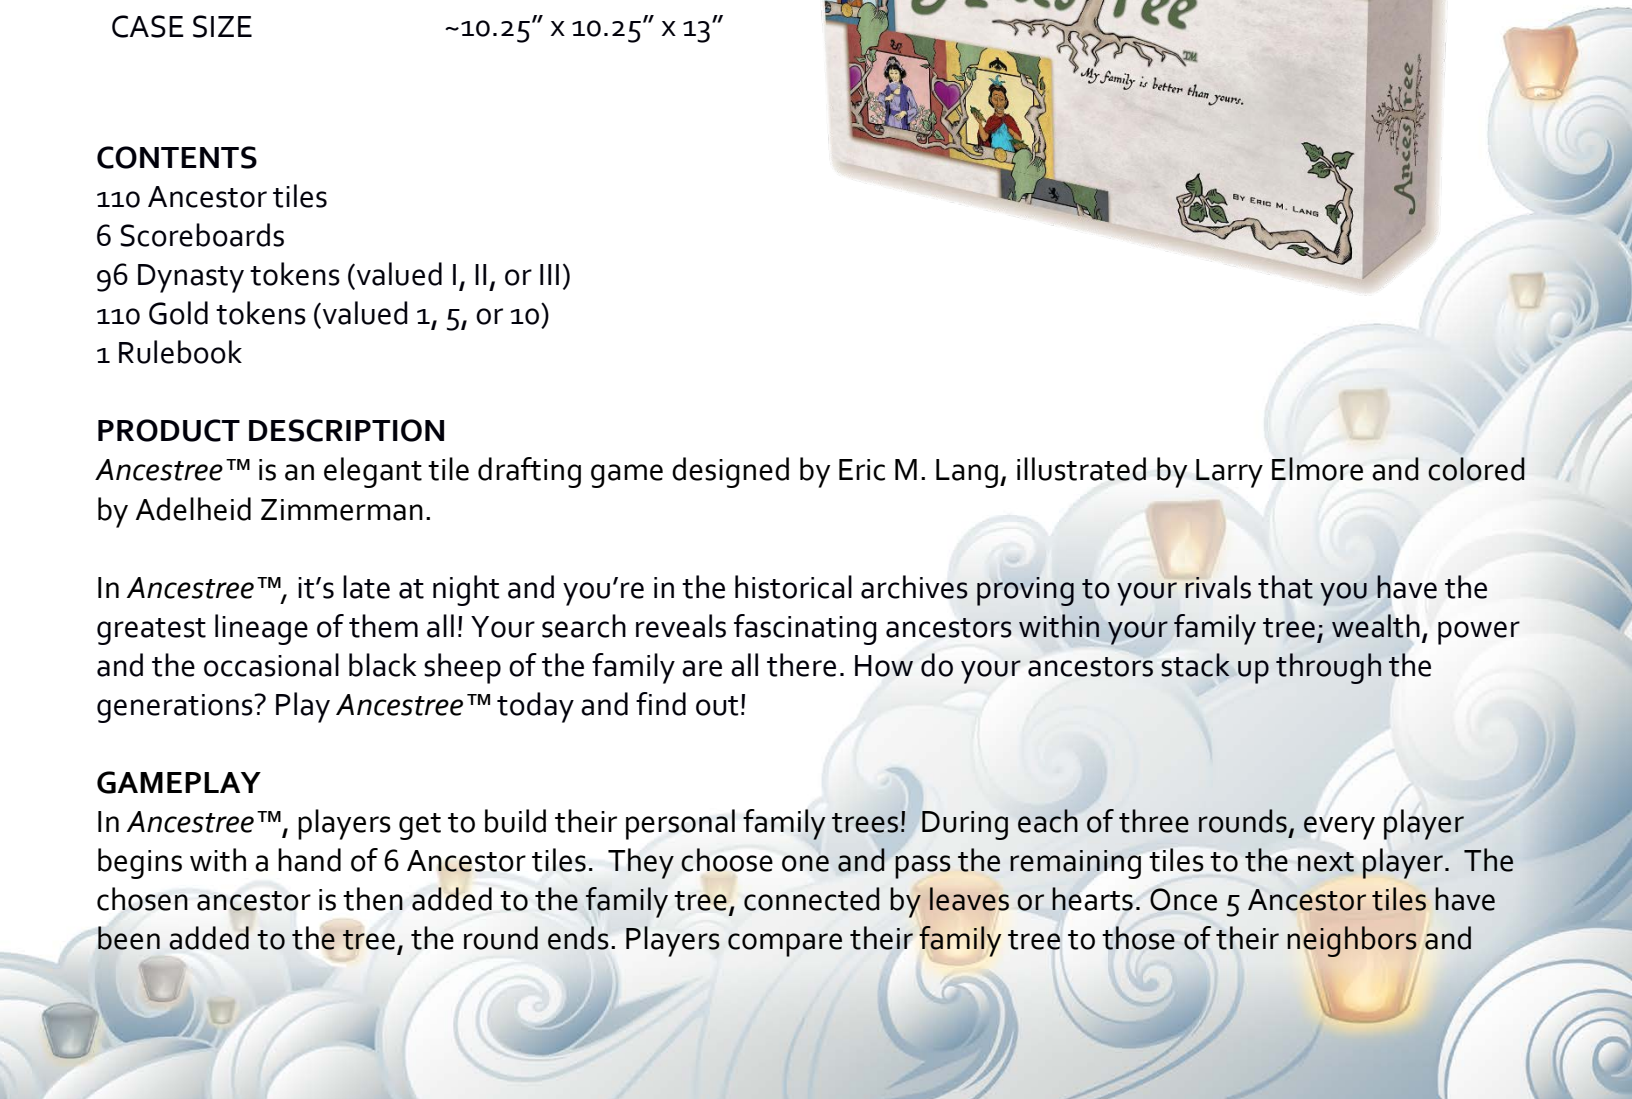 CASE SIZE ~10.25” x 10.25” x 13”
AncesTree
™
My family is better than yours.
AncesTree
BY ERIC M. LANG
CONTENTS
110 Ancestor tiles
6 Scoreboards
96 Dynasty tokens (valued I, II, or III)
110 Gold tokens (valued 1, 5, or 10)
1 Rulebook
PRODUCT DESCRIPTION
Ancestree™ is an elegant tile drafting game designed by Eric M. Lang, illustrated by Larry Elmore and colored
by Adelheid Zimmerman.
In Ancestree™, it’s late at night and you’re in the historical archives proving to your rivals that you have the
greatest lineage of them all! Your search reveals fascinating ancestors within your family tree; wealth, power
and the occasional black sheep of the family are all there. How do your ancestors stack up through the
generations? Play Ancestree™ today and find out!
GAMEPLAY
In Ancestree™, players get to build their personal family trees!  During each of three rounds, every player
begins with a hand of 6 Ancestor tiles.  They choose one and pass the remaining tiles to the next player.  The
chosen ancestor is then added to the family tree, connected by leaves or hearts. Once 5 Ancestor tiles have
been added to the tree, the round ends. Players compare their family tree to those of their neighbors and